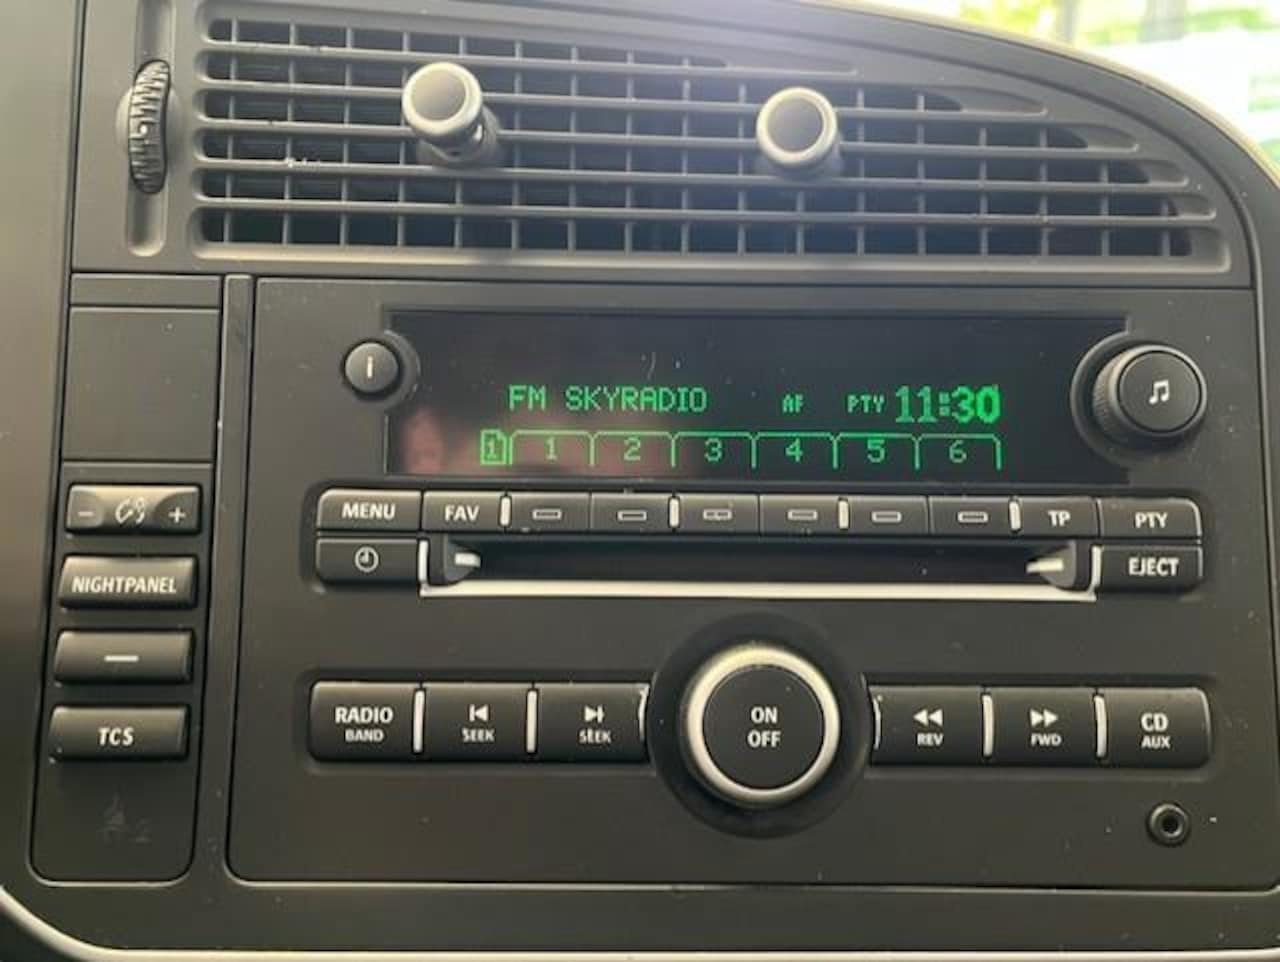 i
FM SKYRADIO AF PTY 11:30
1 1 2 3 4 5 6
MENU FAV TP PTY
- +
EJECT
NIGHTPANEL
RADIO BAND
SEEK
SEEK
ON
OFF
REV
FWD
CD
AUX
TCS